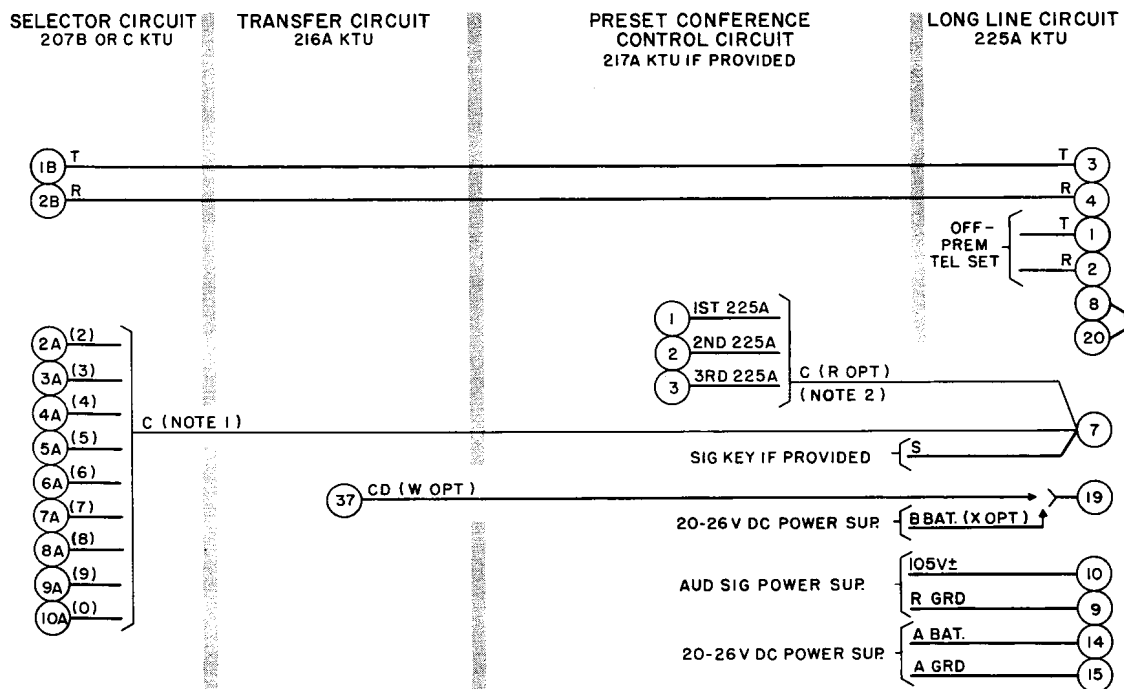 SELECTOR CIRCUIT
207B OR C KTU
TRANSFER CIRCUIT
216A KTU
PRESET CONFERENCE
CONTROL CIRCUIT
217A KTU IF PROVIDED
LONG LINE CIRCUIT
225A KTU
1B T T 3
2B R R 4
OFF-
PREM
TEL SET
T 1
R 2
8
20
1 1ST 225A
2 2ND 225A
3 3RD 225A
C (R OPT)
(NOTE 2)
2A (2)
3A (3)
4A (4)
5A (5)
6A (6)
7A (7)
8A (8)
9A (9)
10A (0)
C (NOTE 1)
7
SIG KEY IF PROVIDED S
37 CD (W OPT) 19
20-26V DC POWER SUP. B BAT. (X OPT)
AUD SIG POWER SUP.
105V± 10
R GRD 9
20-26V DC POWER SUP.
A BAT. 14
A GRD 15